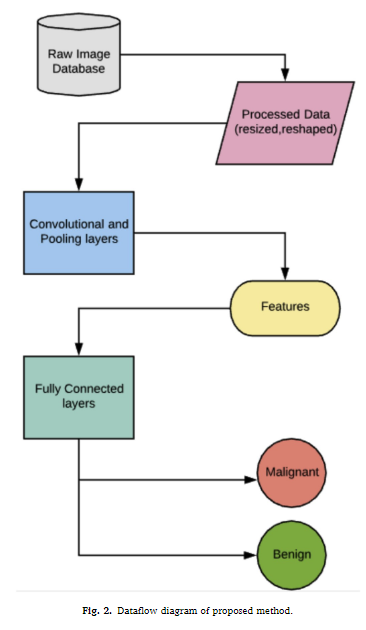 Raw Image
Database
Processed Data
(resized,reshaped)
Convolutional and
Pooling layers
Features
Fully Connected
layers
Malignant
Benign
Fig. 2. Dataflow diagram of proposed method.